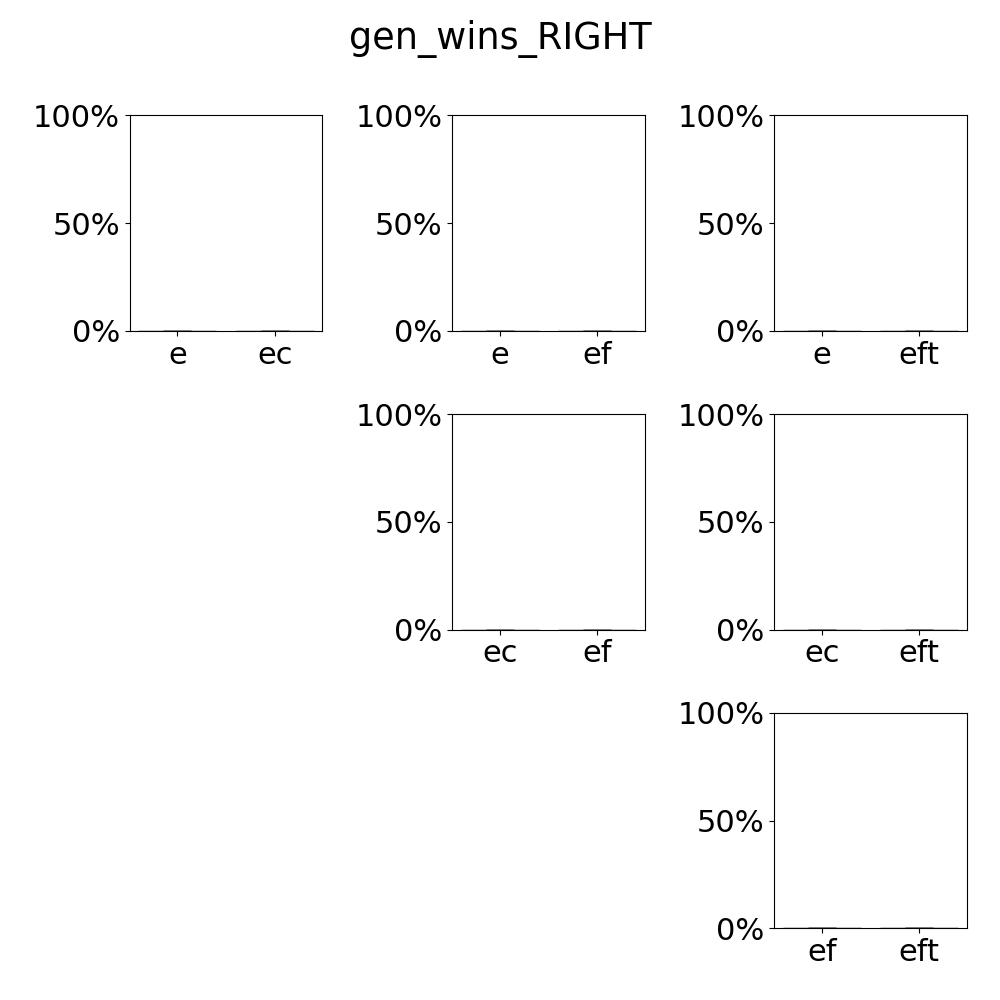 gen_wins_RIGHT
100% 100% 100%
50% 50% 50%
0% 0% 0%
e ec e ef e eft
100% 100%
50% 50%
0% 0%
ec ef ec eft
100%
50%
0%
ef eft